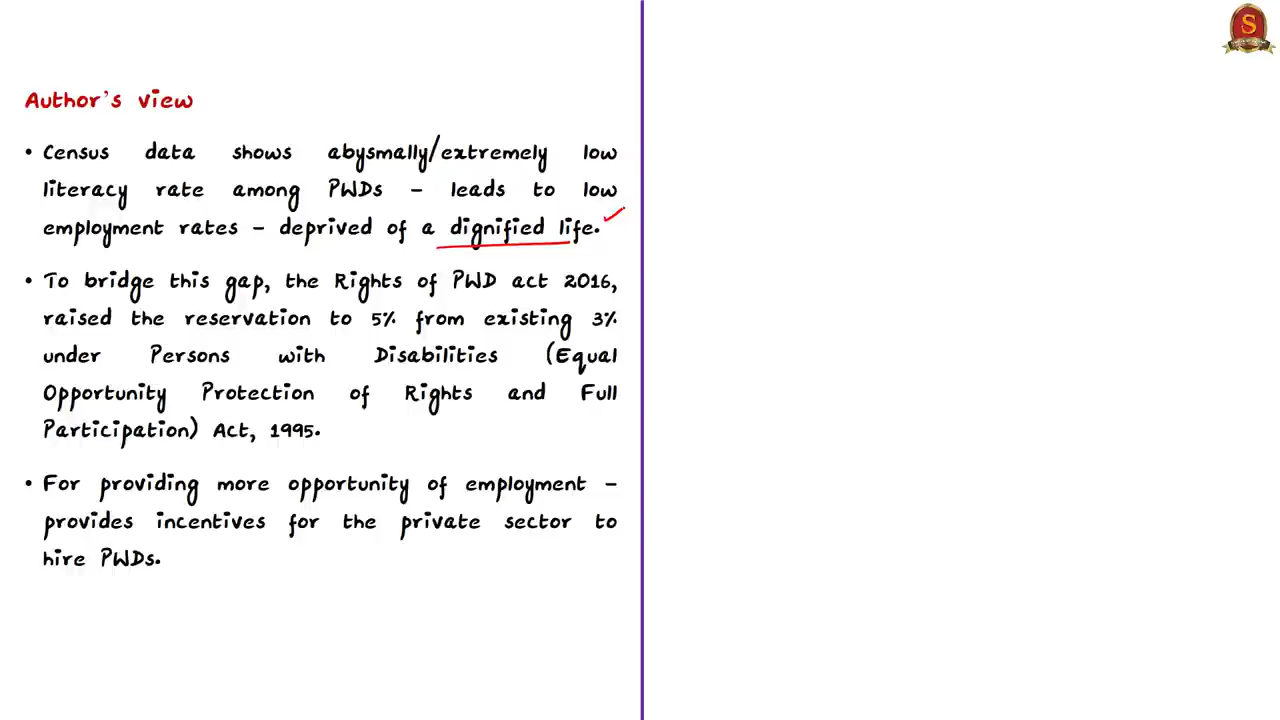 Author's view
• Census data shows abysmally/extremely low
literacy rate among PWDs – leads to low
employment rates – deprived of a dignified life.
• To bridge this gap, the Rights of PWD act 2016,
raised the reservation to 5% from existing 3%
under Persons with Disabilities (Equal
Opportunity Protection of Rights and Full
Participation) Act, 1995.
• For providing more opportunity of employment –
provides incentives for the private sector to
hire PWDs.
S